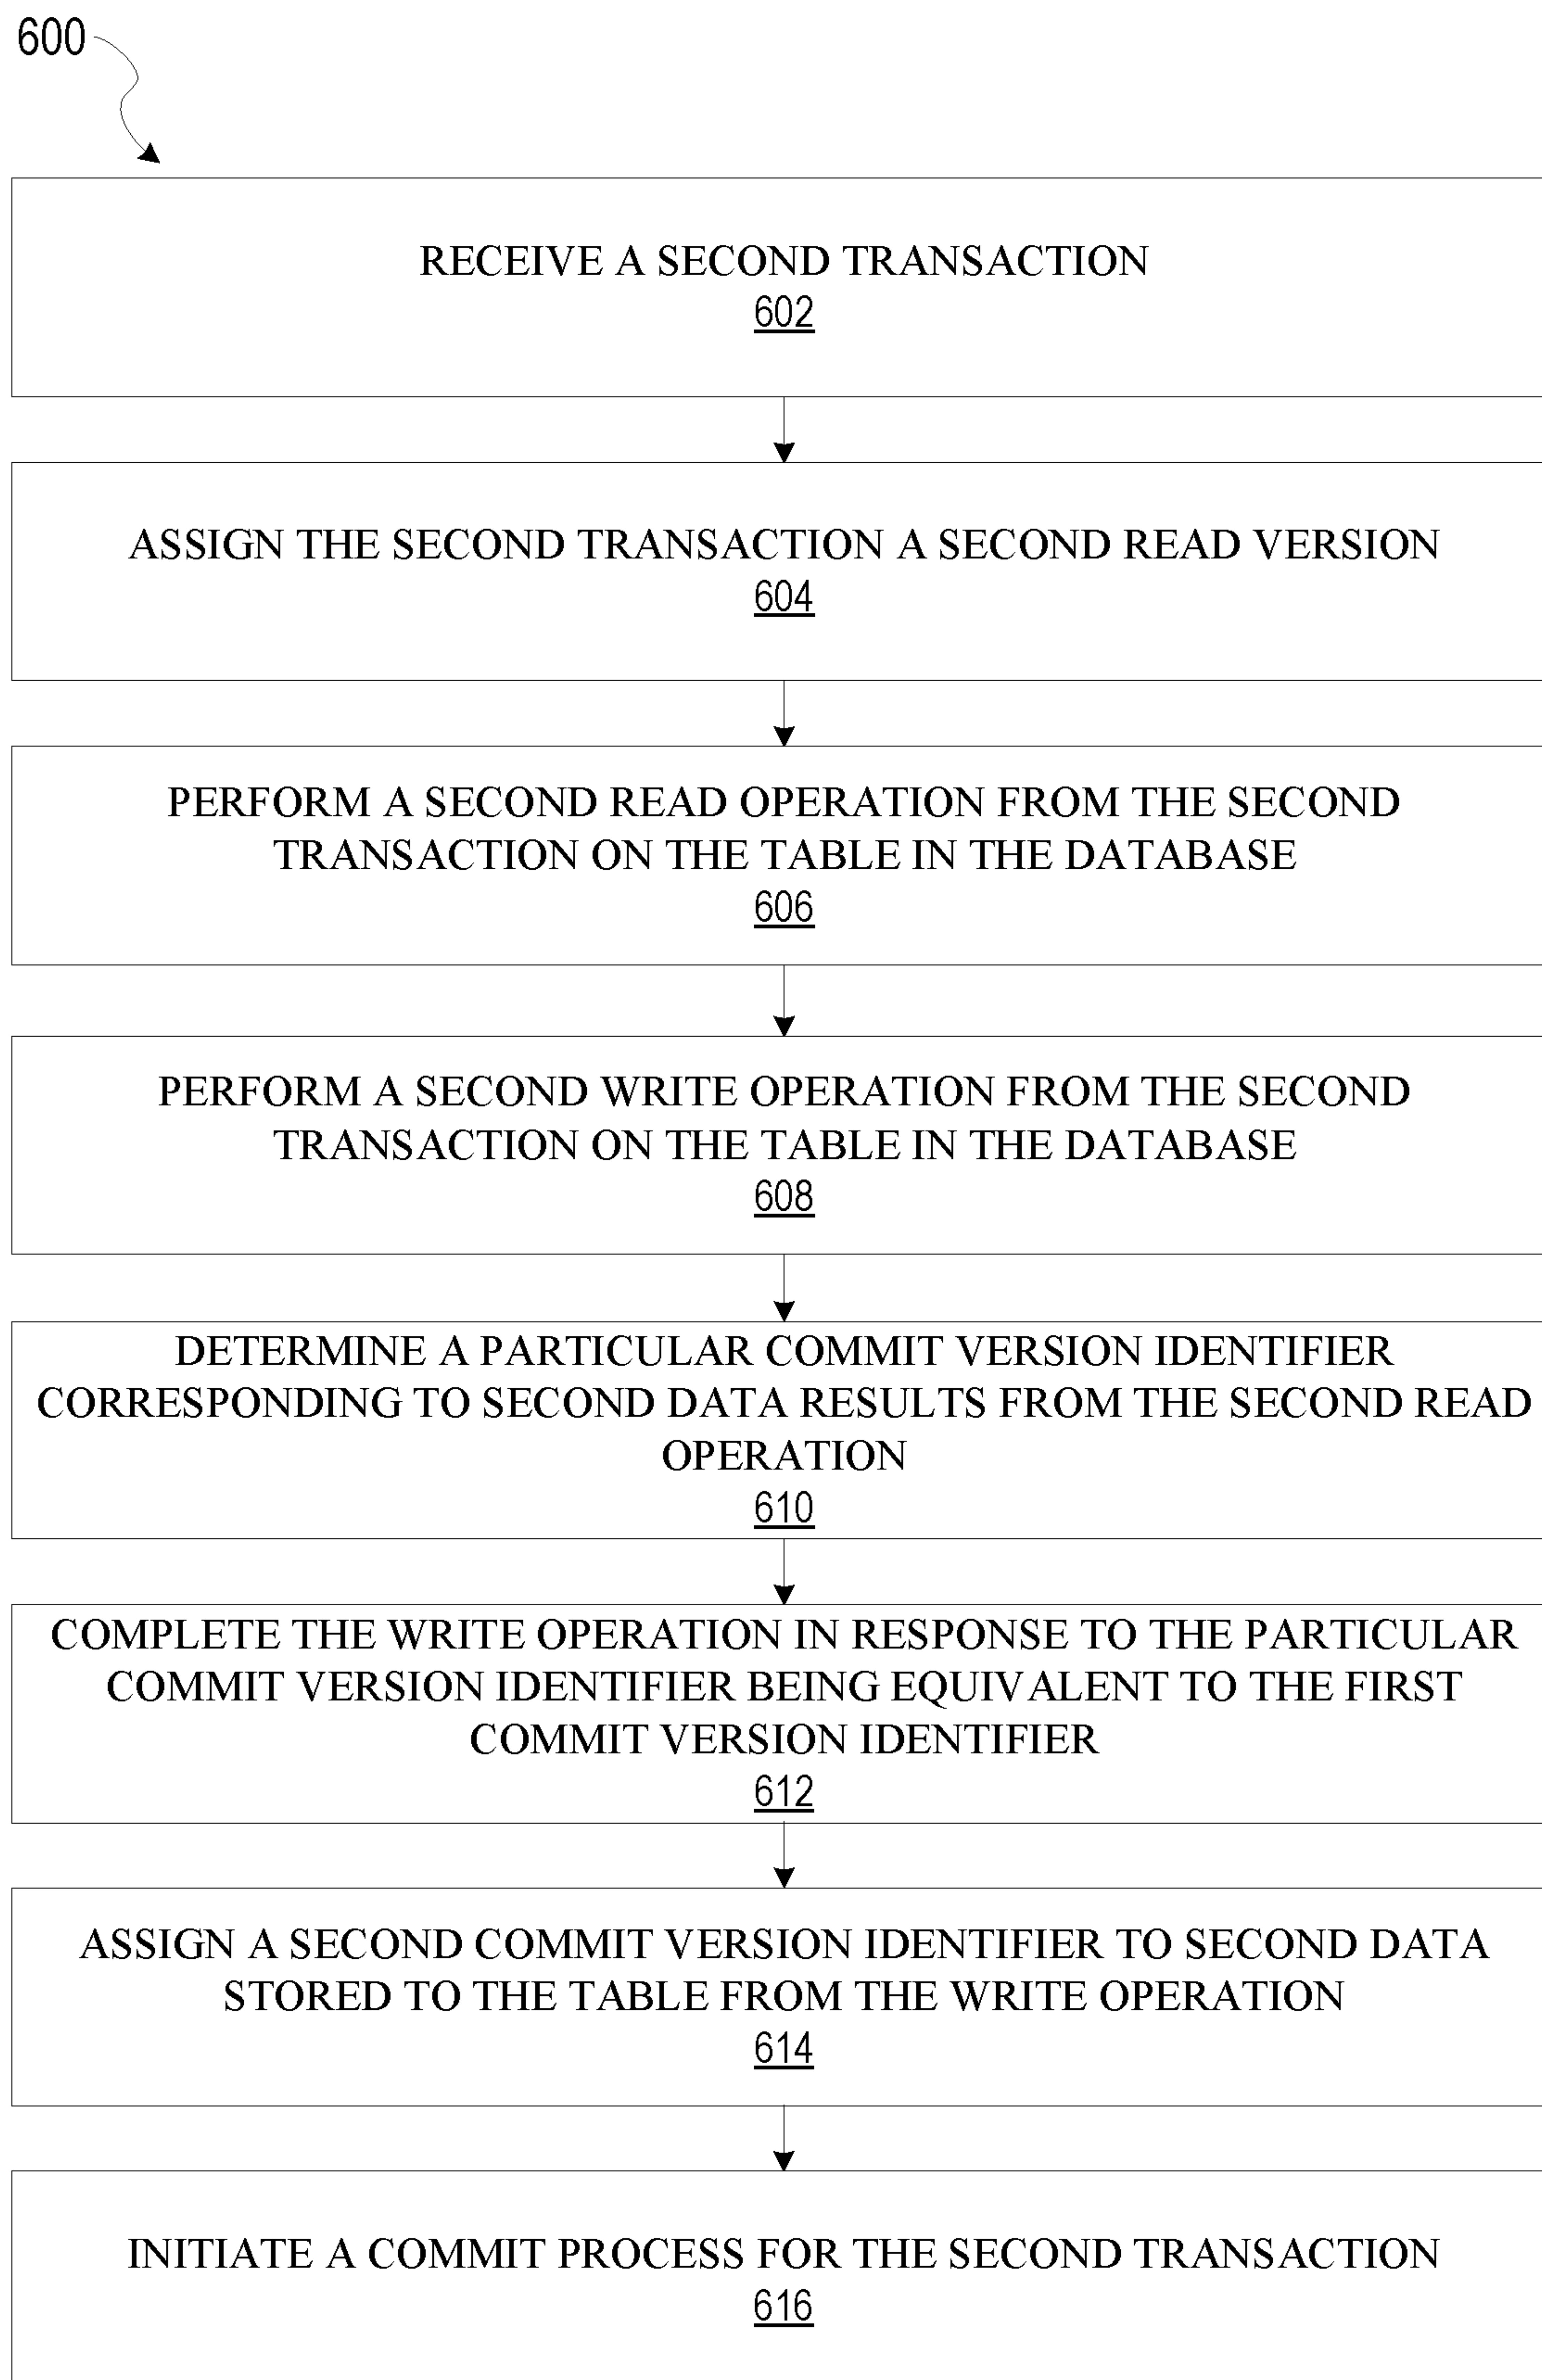 600
RECEIVE A SECOND TRANSACTION
602
ASSIGN THE SECOND TRANSACTION A SECOND READ VERSION
604
PERFORM A SECOND READ OPERATION FROM THE SECOND
TRANSACTION ON THE TABLE IN THE DATABASE
606
PERFORM A SECOND WRITE OPERATION FROM THE SECOND
TRANSACTION ON THE TABLE IN THE DATABASE
608
DETERMINE A PARTICULAR COMMIT VERSION IDENTIFIER
CORRESPONDING TO SECOND DATA RESULTS FROM THE SECOND READ
OPERATION
610
COMPLETE THE WRITE OPERATION IN RESPONSE TO THE PARTICULAR
COMMIT VERSION IDENTIFIER BEING EQUIVALENT TO THE FIRST
COMMIT VERSION IDENTIFIER
612
ASSIGN A SECOND COMMIT VERSION IDENTIFIER TO SECOND DATA
STORED TO THE TABLE FROM THE WRITE OPERATION
614
INITIATE A COMMIT PROCESS FOR THE SECOND TRANSACTION
616